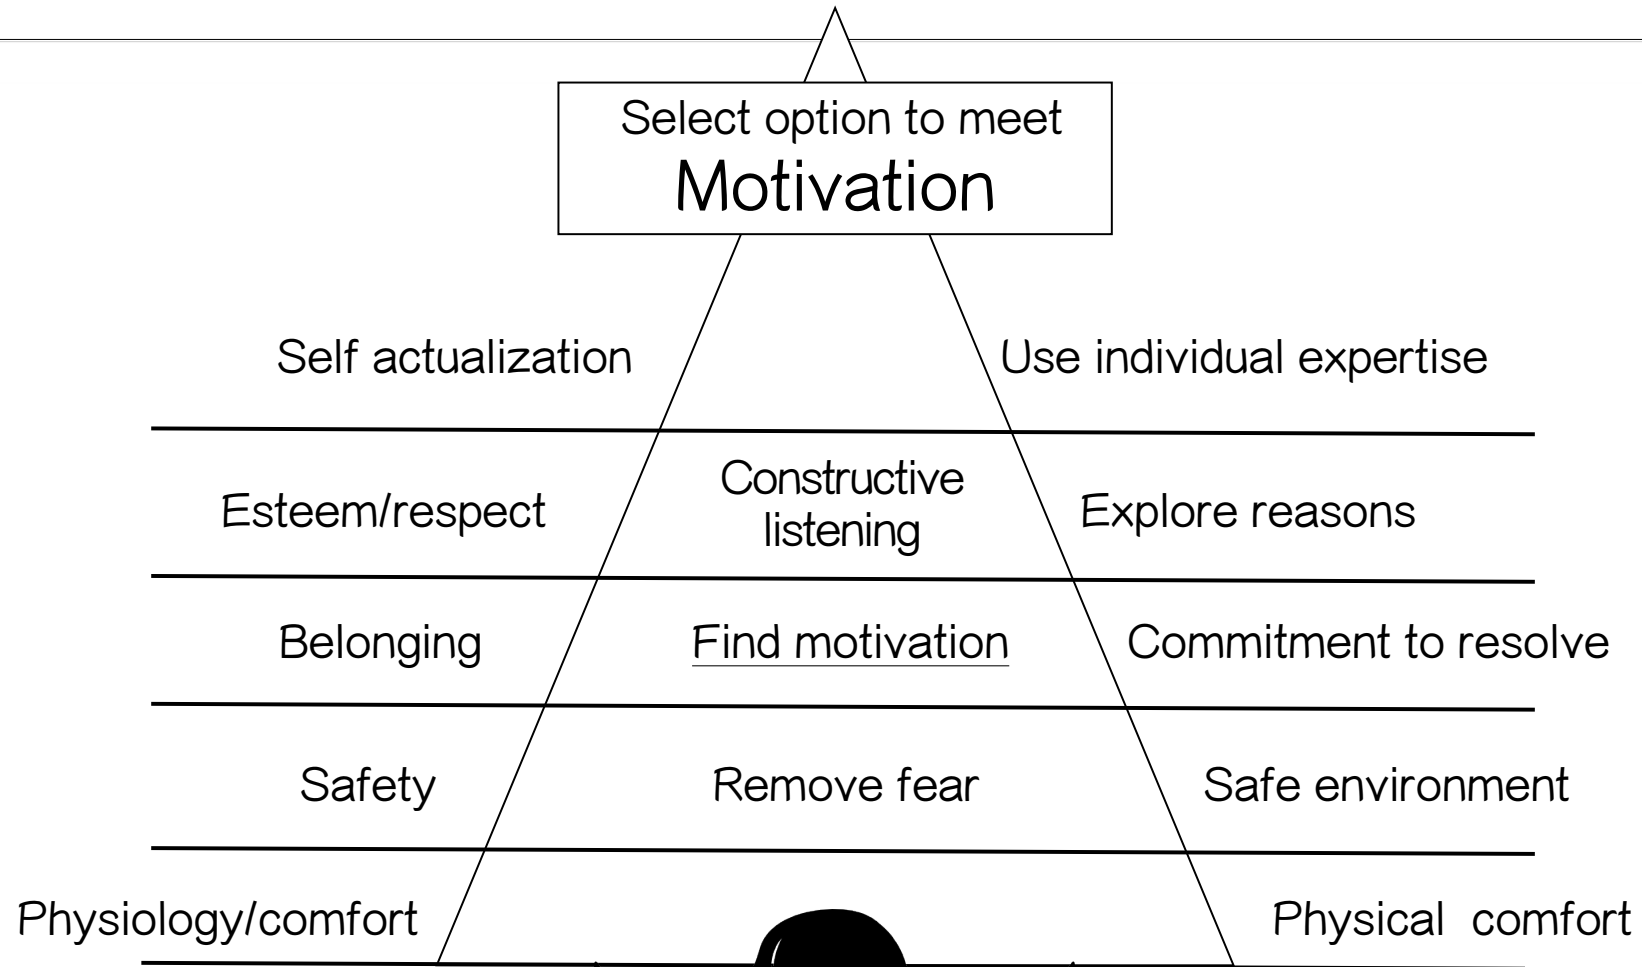 Select option to meet
Motivation
Self actualization
Use individual expertise
Esteem/respect
Constructive
listening
Explore reasons
Belonging
Find motivation
Commitment to resolve
Safety
Remove fear
Safe environment
Physiology/comfort
Physical comfort